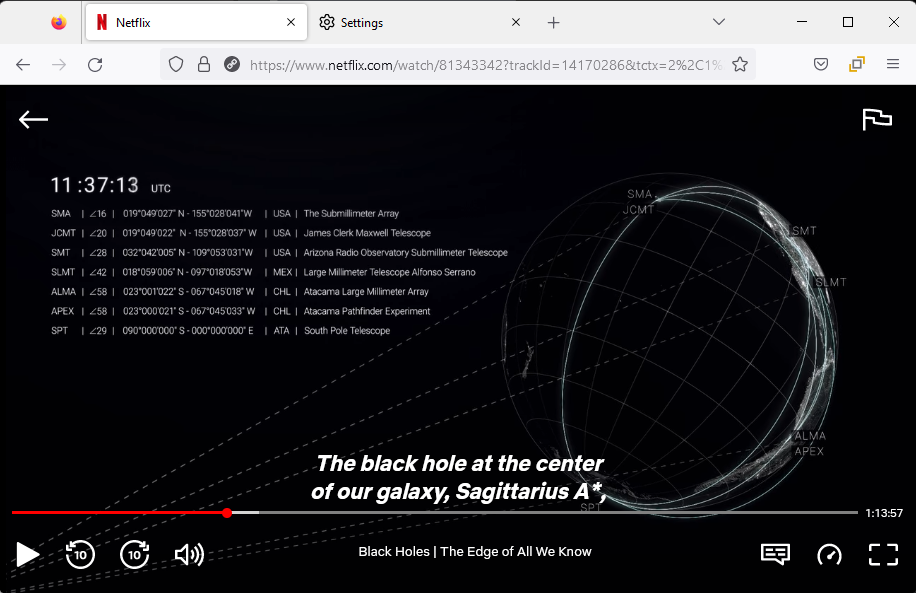 Netflix
Settings
https://www.netflix.com/watch/81343342?trackId=14170286&tctx=2%2C1%
11:37:13 UTC
SMA | ∠16 | 019°049'027" N - 155°028'041"W | USA | The Submillimeter Array
JCMT | ∠20 | 019°049'022" N - 155°028'037" W | USA | James Clerk Maxwell Telescope
SMT | ∠28 | 032°042'005" N - 109°053'031"W | USA | Arizona Radio Observatory Submillimeter Telescope
SLMT | ∠42 | 018°059'06" N - 097°018'053"W | MEX | Large Millimeter Telescope Alfonso Serrano
ALMA | ∠58 | 023°001'022" S - 067°045'018" W | CHL | Atacama Large Millimeter Array
APEX | ∠58 | 023°000'021" S - 067°045'033" W | CHL | Atacama Pathfinder Experiment
SPT | ∠29 | 090°000'000" S - 000°000'000" E | ATA | South Pole Telescope
SMA
JCMT
SMT
SLMT
ALMA
APEX
SPT
The black hole at the center
of our galaxy, Sagittarius A*,
1:13:57
10
10
Black Holes | The Edge of All We Know